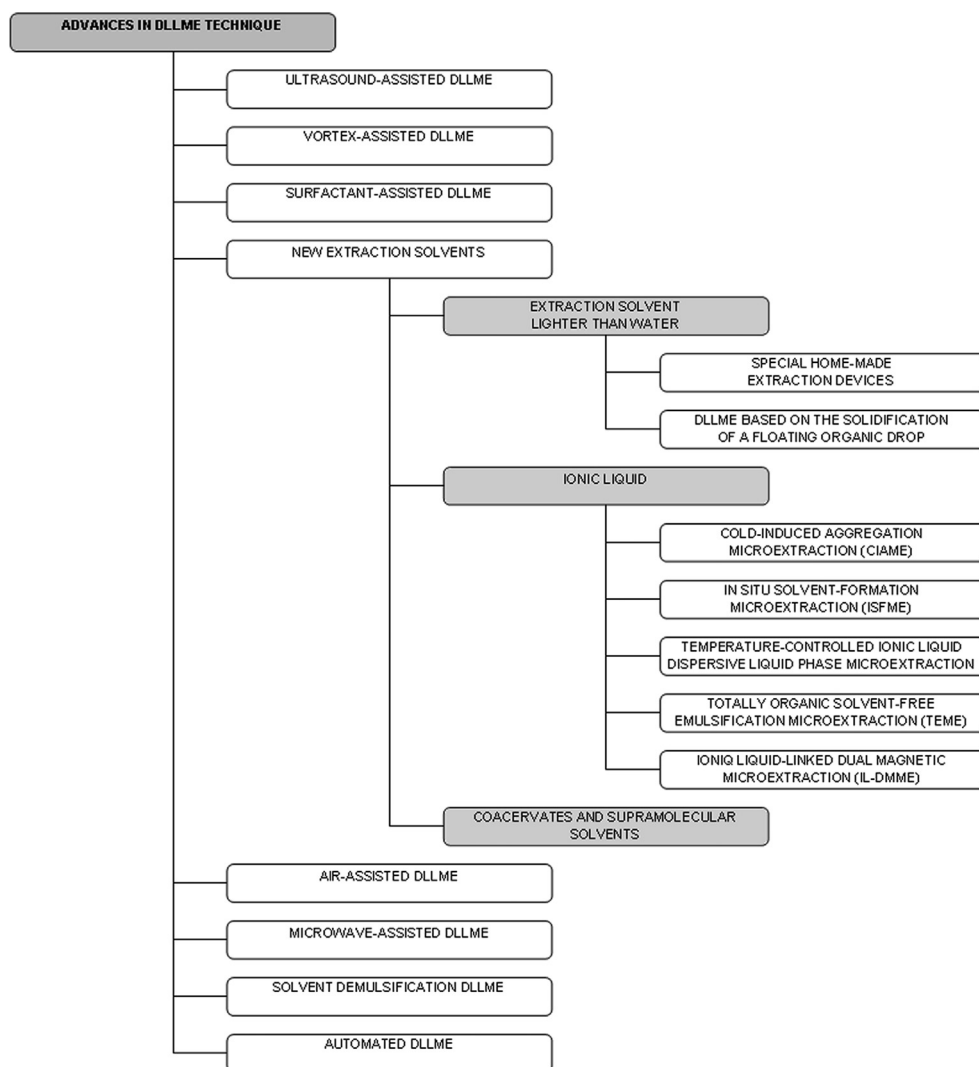 ADVANCES IN DLLME TECHNIQUE
ULTRASOUND-ASSISTED DLLME
VORTEX-ASSISTED DLLME
SURFACTANT-ASSISTED DLLME
NEW EXTRACTION SOLVENTS
EXTRACTION SOLVENT
LIGHTER THAN WATER
SPECIAL HOME-MADE
EXTRACTION DEVICES
DLLME BASED ON THE SOLIDIFICATION
OF A FLOATING ORGANIC DROP
IONIC LIQUID
COLD-INDUCED AGGREGATION
MICROEXTRACTION (CIAME)
IN SITU SOLVENT-FORMATION
MICROEXTRACTION (ISFME)
TEMPERATURE-CONTROLLED IONIC LIQUID
DISPERSIVE LIQUID PHASE MICROEXTRACTION
TOTALLY ORGANIC SOLVENT-FREE
EMULSIFICATION MICROEXTRACTION (TEME)
IONIQ LIQUID-LINKED DUAL MAGNETIC
MICROEXTRACTION (IL-DMME)
COACERVATES AND SUPRAMOLECULAR
SOLVENTS
AIR-ASSISTED DLLME
MICROWAVE-ASSISTED DLLME
SOLVENT DEMULSIFICATION DLLME
AUTOMATED DLLME